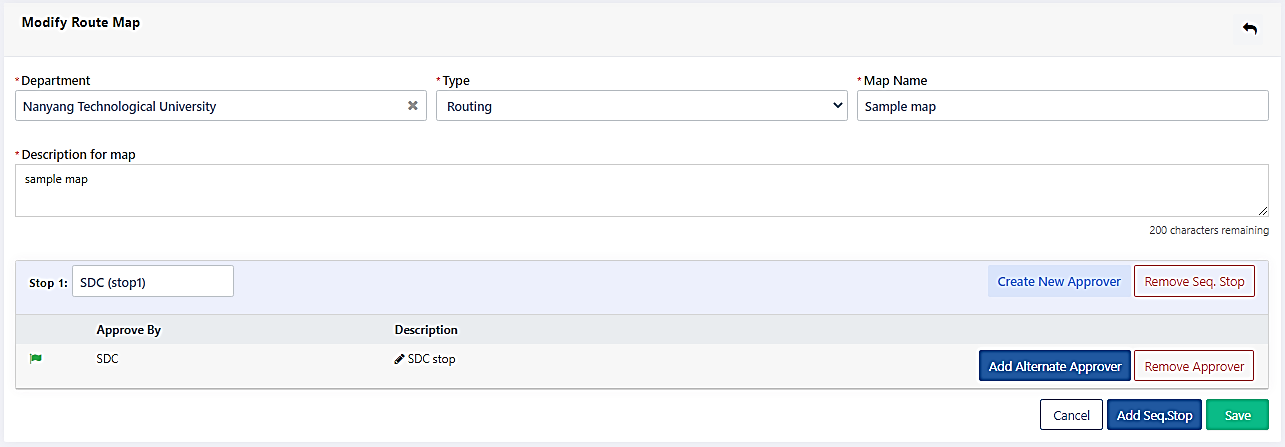 Modify Route Map
*Department *Type *Map Name
Nanyang Technological University Routing Sample map
*Description for map
sample map
200 characters remaining
Stop 1: SDC (stop1) Create New Approver Remove Seq. Stop
Approve By Description
SDC SDC stop Add Alternate Approver Remove Approver
Cancel Add Seq.Stop Save